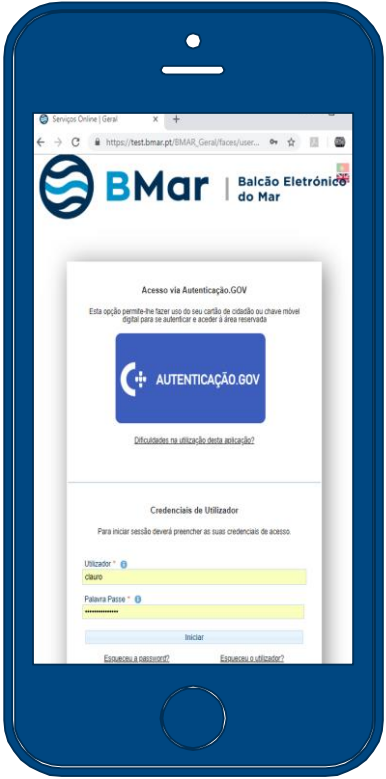 Serviços Online | Geral
https://test.bmar.pt/BMAR_Geral/faces/user...
BMar | Balcão Eletrónico
do Mar
Acesso via Autenticação.GOV
Esta opção permite-lhe fazer uso do seu cartão de cidadão ou chave móvel
digital para se autenticar e aceder à área reservada
AUTENTICAÇÃO.GOV
Dificuldades na utilização desta aplicação?
Credenciais de Utilizador
Para iniciar sessão deverá preencher as suas credenciais de acesso.
Utilizador *
clauro
Palavra Passe *
•••••••••••••••
Iniciar
Esqueceu a password? Esqueceu o utilizador?